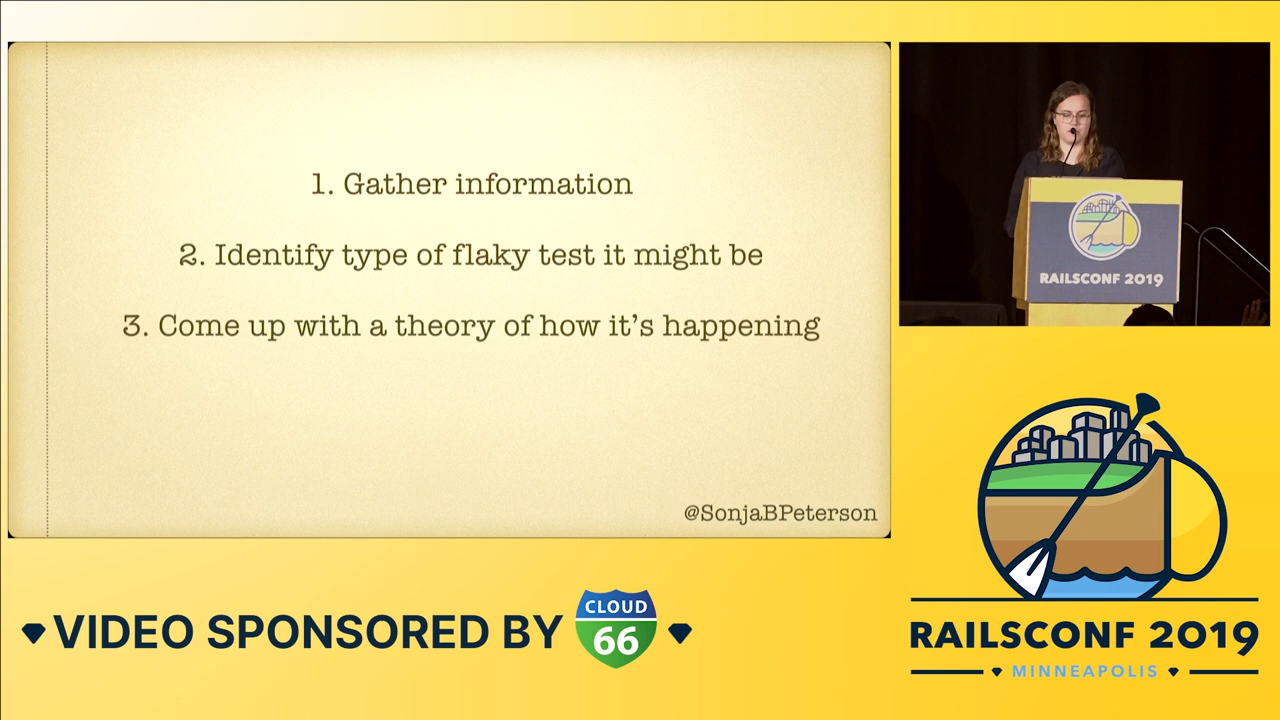 1. Gather information
2. Identify type of flaky test it might be
3. Come up with a theory of how it's happening
@SonjaBPeterson
RAILSCONF 2019
VIDEO SPONSORED BY CLOUD 66
RAILSCONF 2019
MINNEAPOLIS